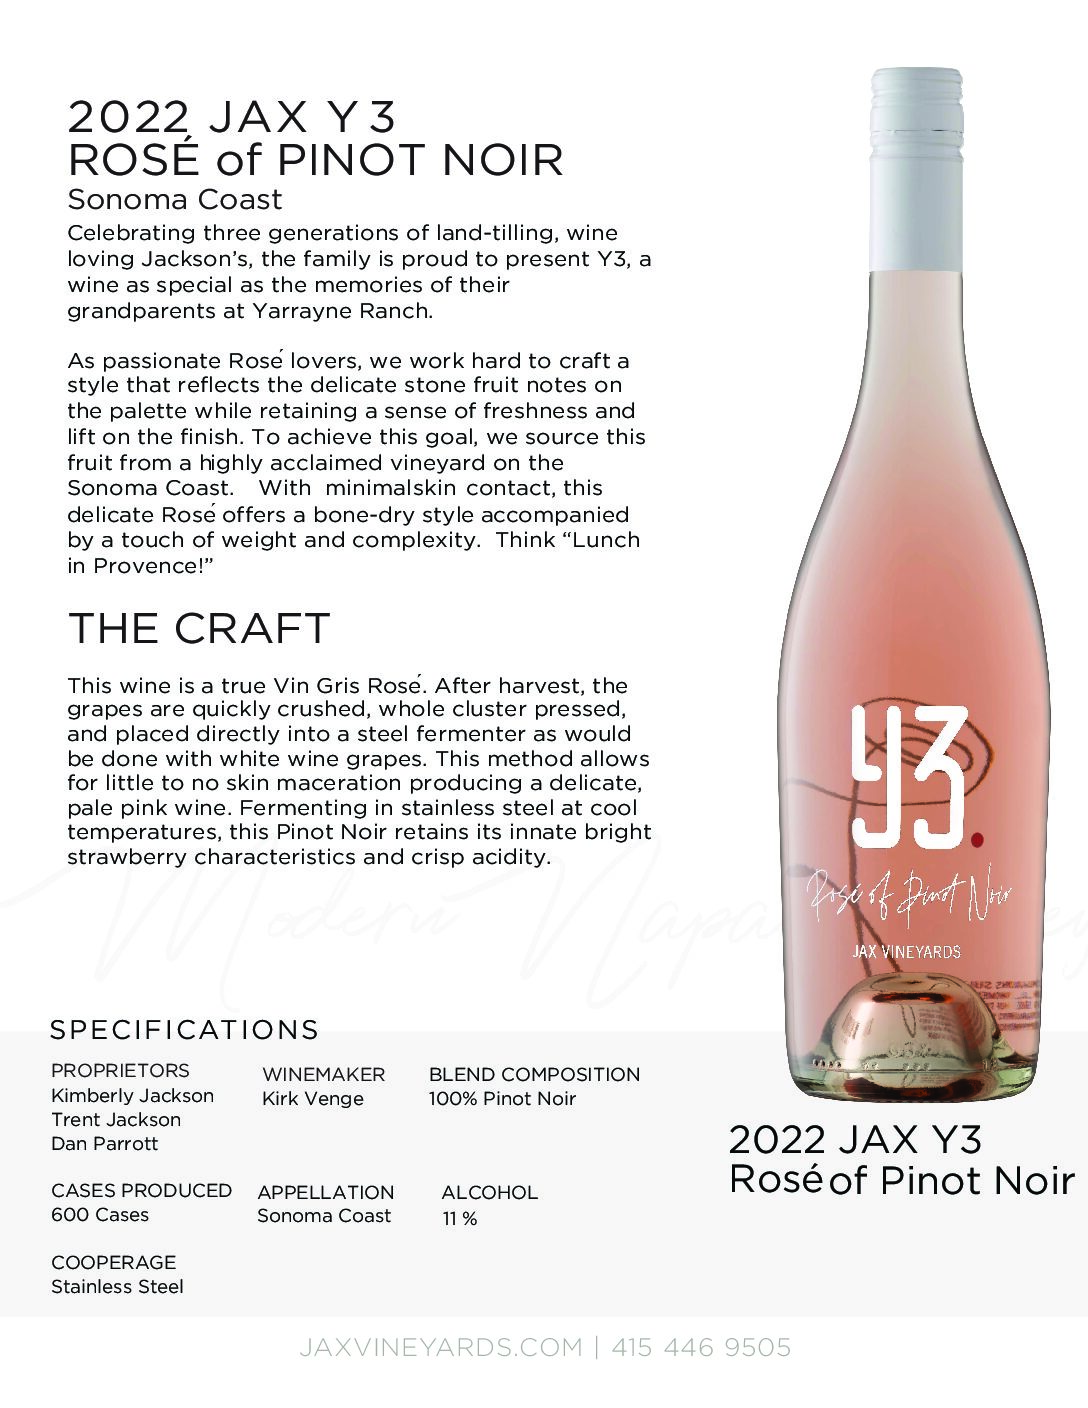 2022 JAX Y3
ROSÉ of PINOT NOIR
Sonoma Coast
Celebrating three generations of land-tilling, wine
loving Jackson's, the family is proud to present Y3, a
wine as special as the memories of their
grandparents at Yarrayne Ranch.
As passionate Rosé lovers, we work hard to craft a
style that reflects the delicate stone fruit notes on
the palette while retaining a sense of freshness and
lift on the finish. To achieve this goal, we source this
fruit from a highly acclaimed vineyard on the
Sonoma Coast. With minimalskin contact, this
delicate Rosé offers a bone-dry style accompanied
by a touch of weight and complexity. Think “Lunch
in Provence!”
THE CRAFT
This wine is a true Vin Gris Rosé. After harvest, the
grapes are quickly crushed, whole cluster pressed,
and placed directly into a steel fermenter as would
be done with white wine grapes. This method allows
for little to no skin maceration producing a delicate,
pale pink wine. Fermenting in stainless steel at cool
temperatures, this Pinot Noir retains its innate bright
strawberry characteristics and crisp acidity.
Modern Napa
Y3.
Rosé of Pinot Noir
JAX VINEYARDS
SPECIFICATIONS
PROPRIETORS
Kimberly Jackson
Trent Jackson
Dan Parrott
WINEMAKER
Kirk Venge
BLEND COMPOSITION
100% Pinot Noir
CASES PRODUCED
600 Cases
APPELLATION
Sonoma Coast
ALCOHOL
11 %
COOPERAGE
Stainless Steel
2022 JAX Y3
Rosé of Pinot Noir
JAXVINEYARDS.COM | 415 446 9505